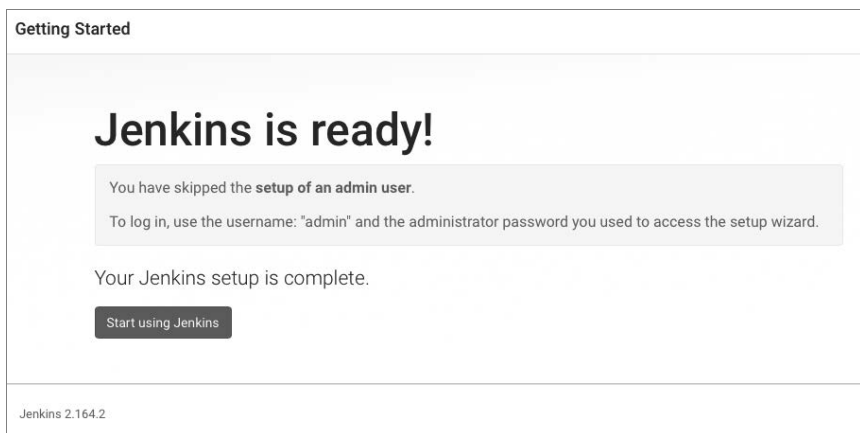 Getting Started
Jenkins is ready!
You have skipped the setup of an admin user.
To log in, use the username: "admin" and the administrator password you used to access the setup wizard.
Your Jenkins setup is complete.
Start using Jenkins
Jenkins 2.164.2